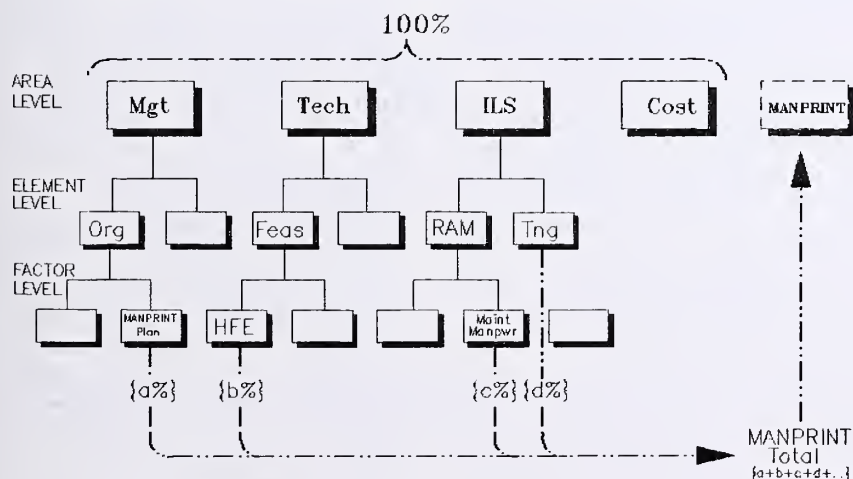 100%
AREA
LEVEL
Mgt
Tech
ILS
Cost
MANPRINT
ELEMENT
LEVEL
Org
Feas
RAM
Tng
FACTOR
LEVEL
MANPRINT
Plan
HFE
Maint
Manpwr
{a%}
{b%}
{c%}
{d%}
MANPRINT
Total
{a+b+c+d+..}